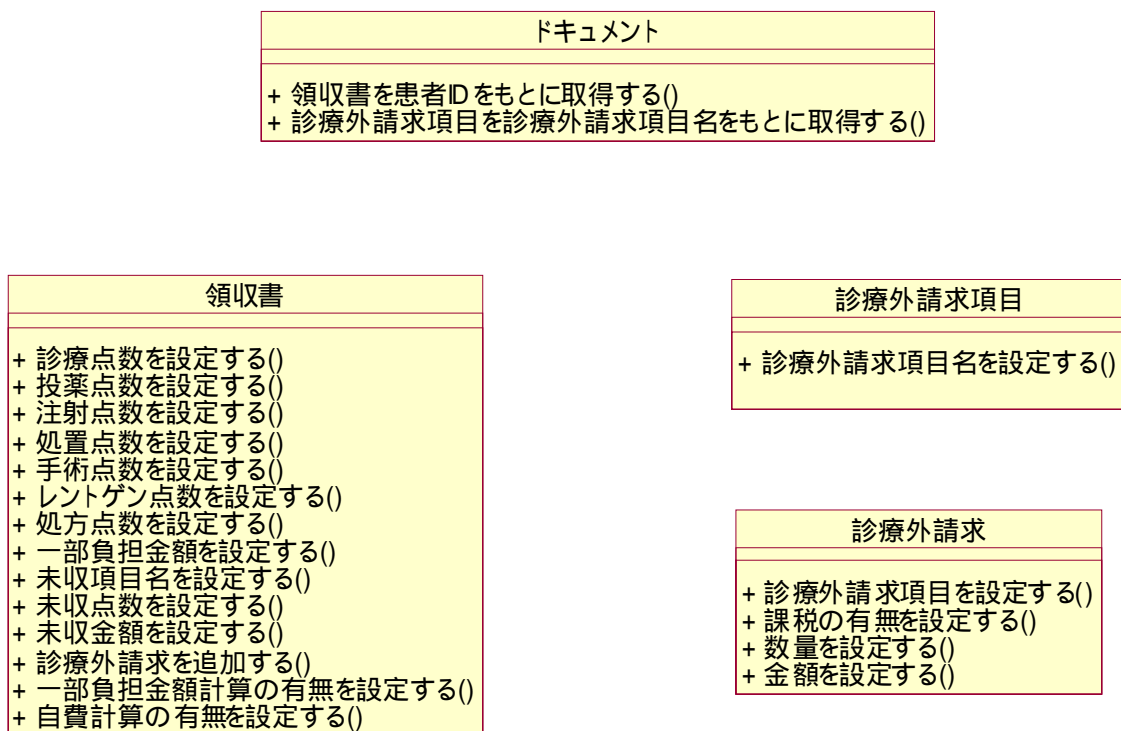 ドキュメント
+ 領収書を患者IDをもとに取得する()
+ 診療外請求項目を診療外請求項目名をもとに取得する()
領収書
+ 診療点数を設定する()
+ 投薬点数を設定する()
+ 注射点数を設定する()
+ 処置点数を設定する()
+ 手術点数を設定する()
+ レントゲン点数を設定する()
+ 処方点数を設定する()
+ 一部負担金額を設定する()
+ 未収項目名を設定する()
+ 未収点数を設定する()
+ 未収金額を設定する()
+ 診療外請求を追加する()
+ 一部負担金額計算の有無を設定する()
+ 自費計算の有無を設定する()
診療外請求項目
+ 診療外請求項目名を設定する()
診療外請求
+ 診療外請求項目を設定する()
+ 課税の有無を設定する()
+ 数量を設定する()
+ 金額を設定する()